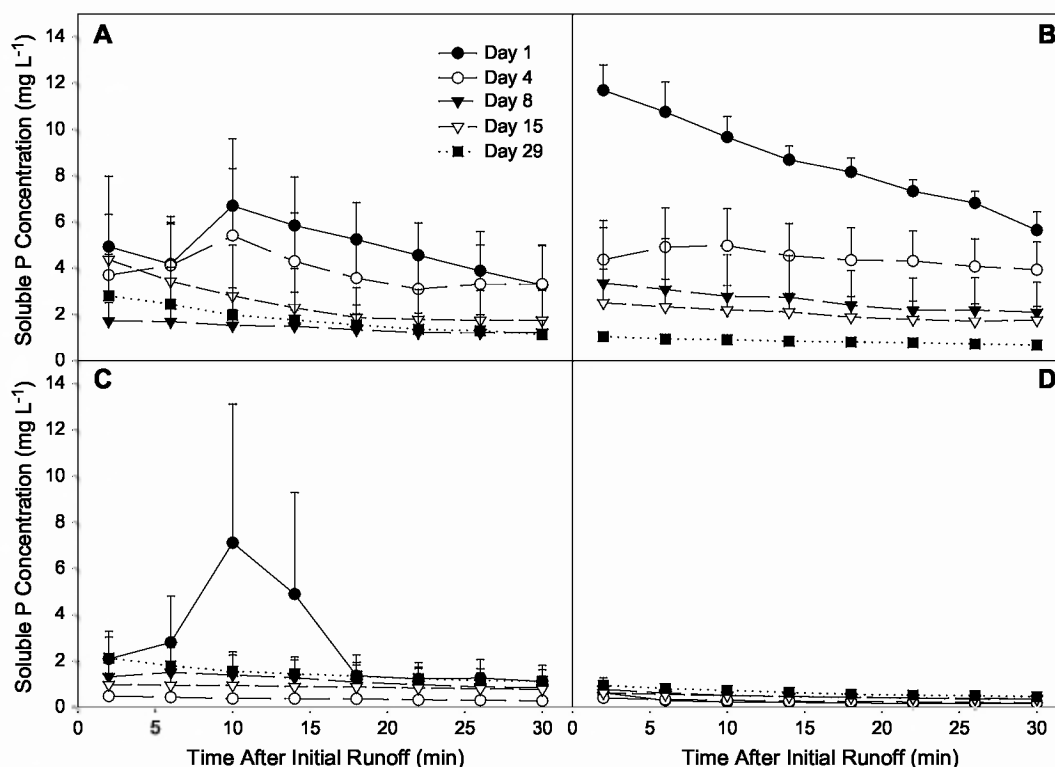 A
B
Day 1
Day 4
Day 8
Day 15
Day 29
Soluble P Concentration (mg L⁻¹)
14
12
10
8
6
4
2
0
C
D
Soluble P Concentration (mg L⁻¹)
14
12
10
8
6
4
2
0
0 5 10 15 20 25 30
0 5 10 15 20 25 30
Time After Initial Runoff (min)
Time After Initial Runoff (min)